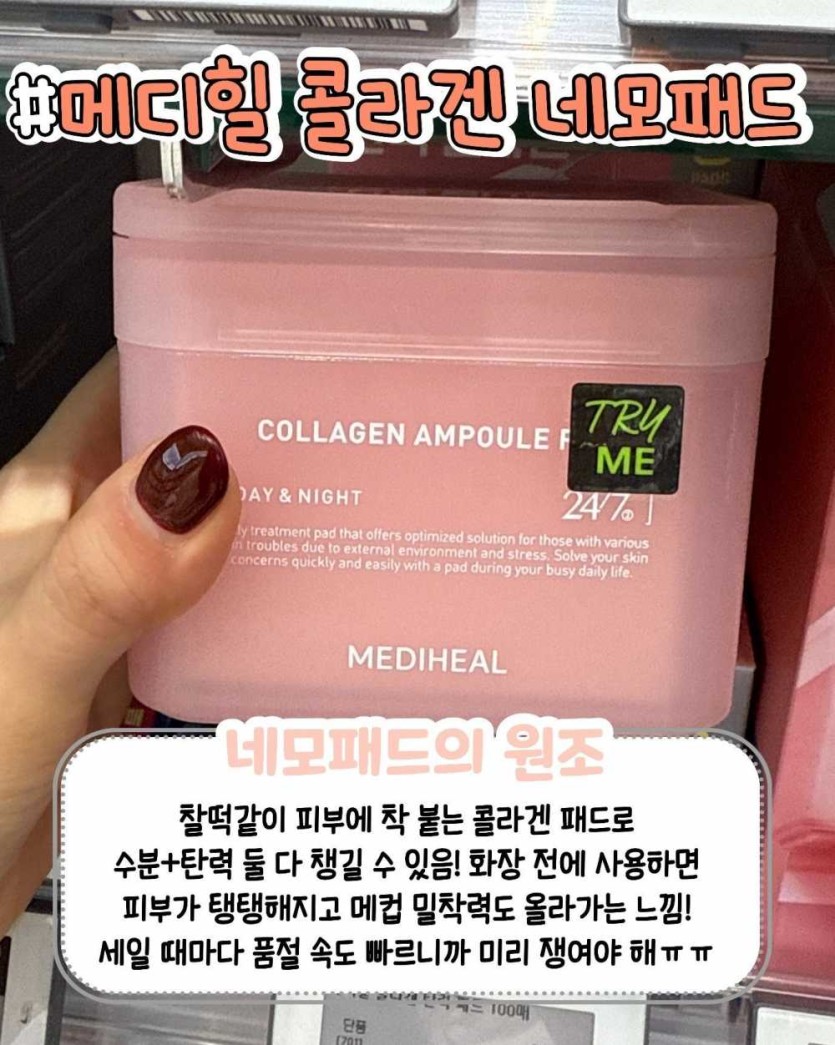 #메디힐 콜라겐 네모패드
COLLAGEN AMPOULE
TRY
ME
DAY & NIGHT
24/7
treatment pad that offers optimized solution for those with various
troubles due to external environment and stress. Solve your skin
concerns quickly and easily with a pad during your busy daily life.
MEDIHEAL
네모패드의 원조
찰떡같이 피부에 착 붙는 콜라겐 패드로
수분+탄력 둘 다 챙길 수 있음! 화장 전에 사용하면
피부가 탱탱해지고 메컵 밀착력도 올라가는 느낌!
세일 때마다 품절 속도 빠르니까 미리 쟁여야 해ㅠㅠ
100매
단품